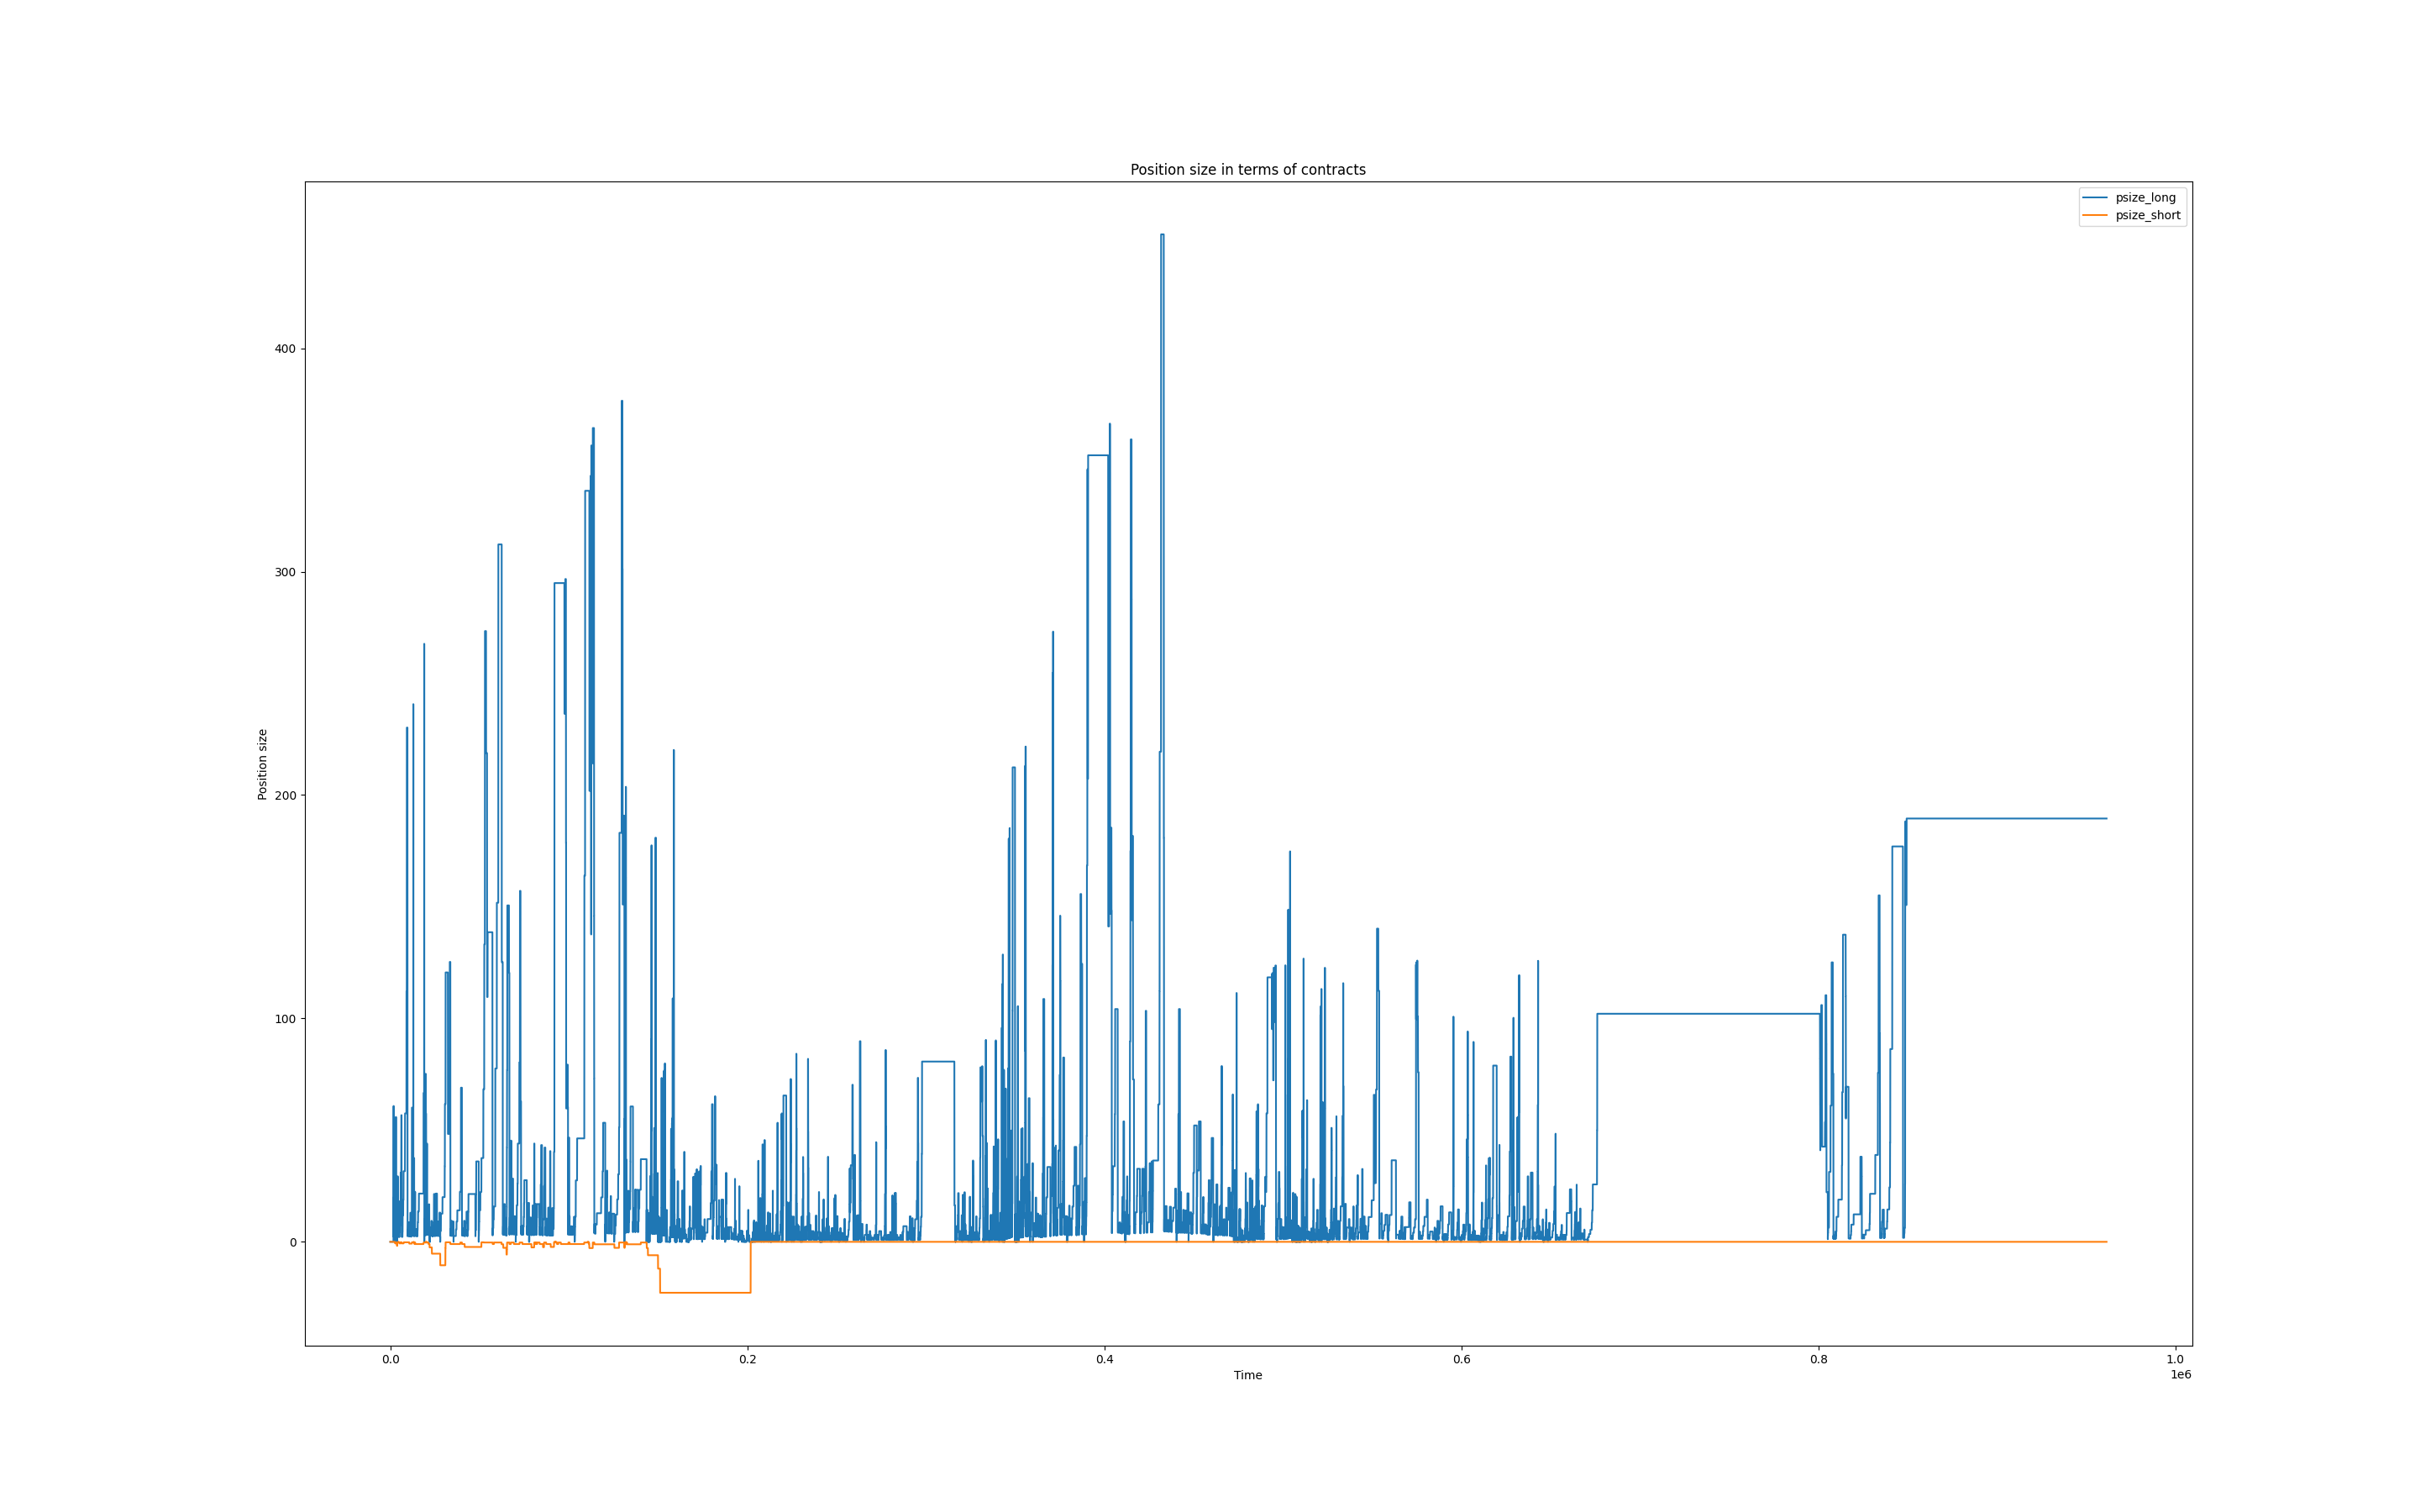 Position size in terms of contracts
psize_long
psize_short
Position size
400
300
200
100
0
0.0 0.2 0.4 0.6 0.8 1.0
1e6
Time